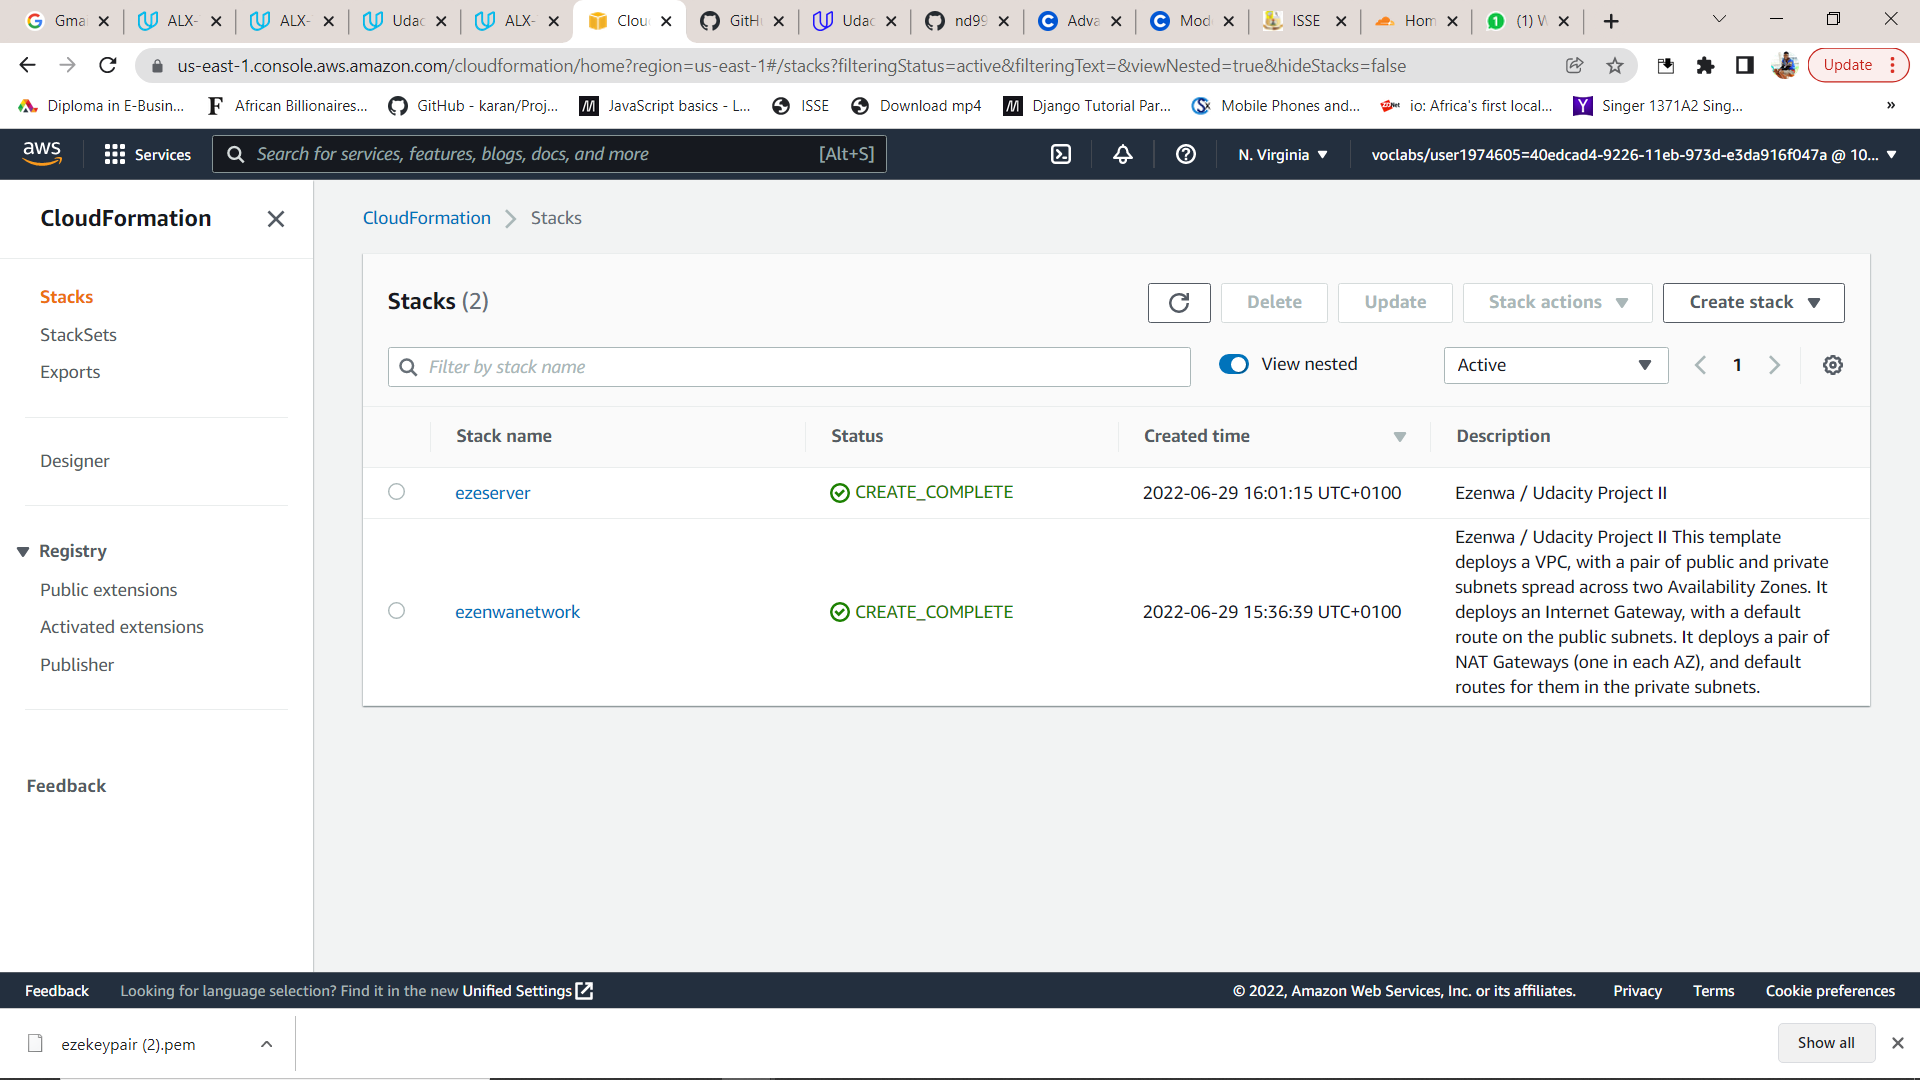 Gmai
ALX-
ALX-
Udac
ALX-
Clou
GitHu
Udac
nd99
Adva
Mod
ISSE
Hom
(1) W
us-east-1.console.aws.amazon.com/cloudformation/home?region=us-east-1#/stacks?filteringStatus=active&filteringText=&viewNested=true&hideStacks=false
Update
Diploma in E-Busin...
African Billionaires...
GitHub - karan/Proj...
JavaScript basics - L...
ISSE
Download mp4
Django Tutorial Par...
Mobile Phones and...
io: Africa's first local...
Singer 1371A2 Sing...
»
aws
Services
Search for services, features, blogs, docs, and more
[Alt+S]
N. Virginia
voclabs/user1974605=40edcad4-9226-11eb-973d-e3da916f047a @ 10...
CloudFormation
Stacks
StackSets
Exports
Designer
Registry
Public extensions
Activated extensions
Publisher
Feedback
CloudFormation
Stacks
Stacks (2)
Delete
Update
Stack actions
Create stack
Filter by stack name
View nested
Active
1
Stack name
Status
Created time
Description
ezeserver
CREATE_COMPLETE
2022-06-29 16:01:15 UTC+0100
Ezenwa / Udacity Project II
ezenwanetwork
CREATE_COMPLETE
2022-06-29 15:36:39 UTC+0100
Ezenwa / Udacity Project II This template
deploys a VPC, with a pair of public and private
subnets spread across two Availability Zones. It
deploys an Internet Gateway, with a default
route on the public subnets. It deploys a pair of
NAT Gateways (one in each AZ), and default
routes for them in the private subnets.
Feedback
Looking for language selection? Find it in the new Unified Settings
© 2022, Amazon Web Services, Inc. or its affiliates.
Privacy
Terms
Cookie preferences
ezekeypair (2).pem
Show all